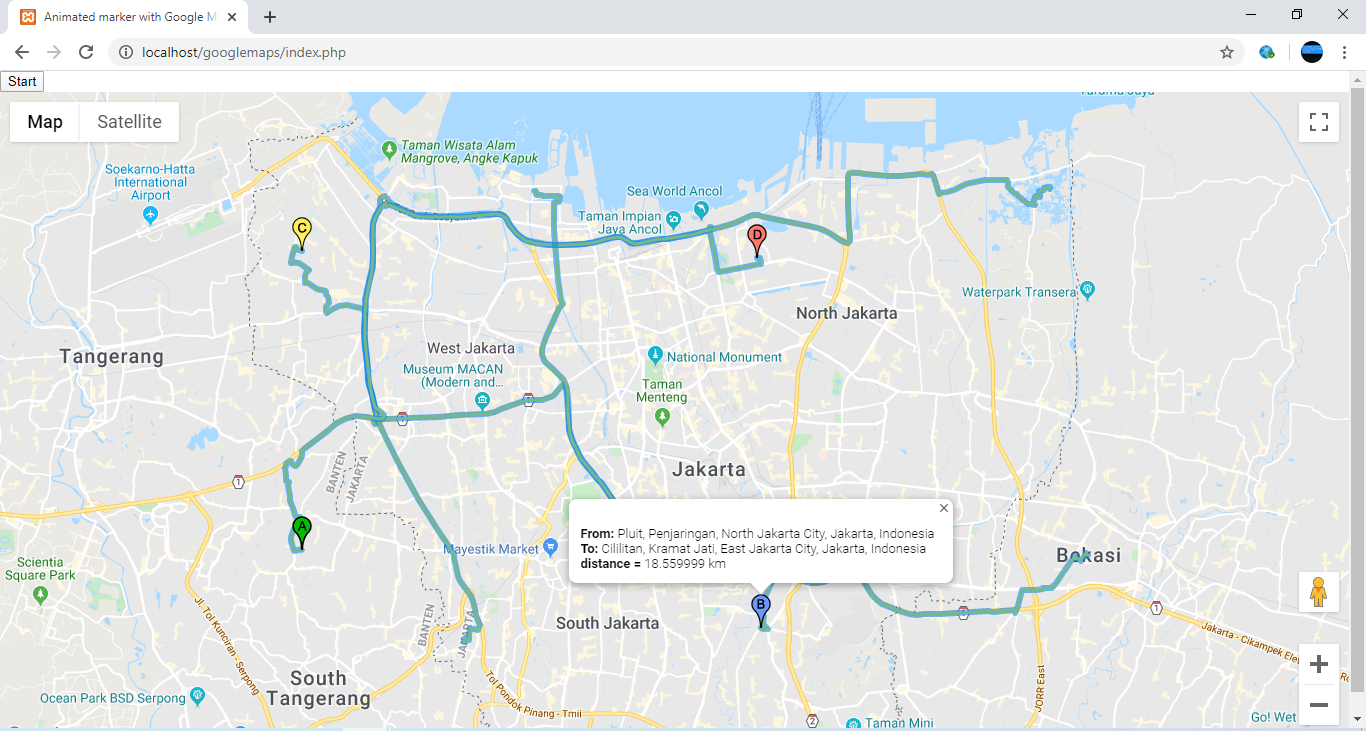 Animated marker with Google M
localhost/googlemaps/index.php
Start
Map
Satellite
Taman Wisata Alam
Mangrove, Angke Kapuk
Soekarno-Hatta
International
Airport
Sea World Ancol
Taman Impian
Jaya Ancol
C
D
Waterpark Transera
North Jakarta
Tangerang
West Jakarta
National Monument
Museum MACAN
(Modern and...
Taman
Menteng
1
1
BANTEN
JAKARTA
Jakarta
1
A
From: Pluit, Penjaringan, North Jakarta City, Jakarta, Indonesia
To: Cililitan, Kramat Jati, East Jakarta City, Jakarta, Indonesia
distance = 18.559999 km
Mayestik Market
Bekasi
Scientia
Square Park
B
1
1
South Jakarta
BANTEN
JAKARTA
Jl. Tol Kunciran - Serpong
Jakarta - Cikampek Ele
South
Tangerang
Tol Pondok Pinang - Tmii
JORR East
Ocean Park BSD Serpong
2
Taman Mini
Go! Wet